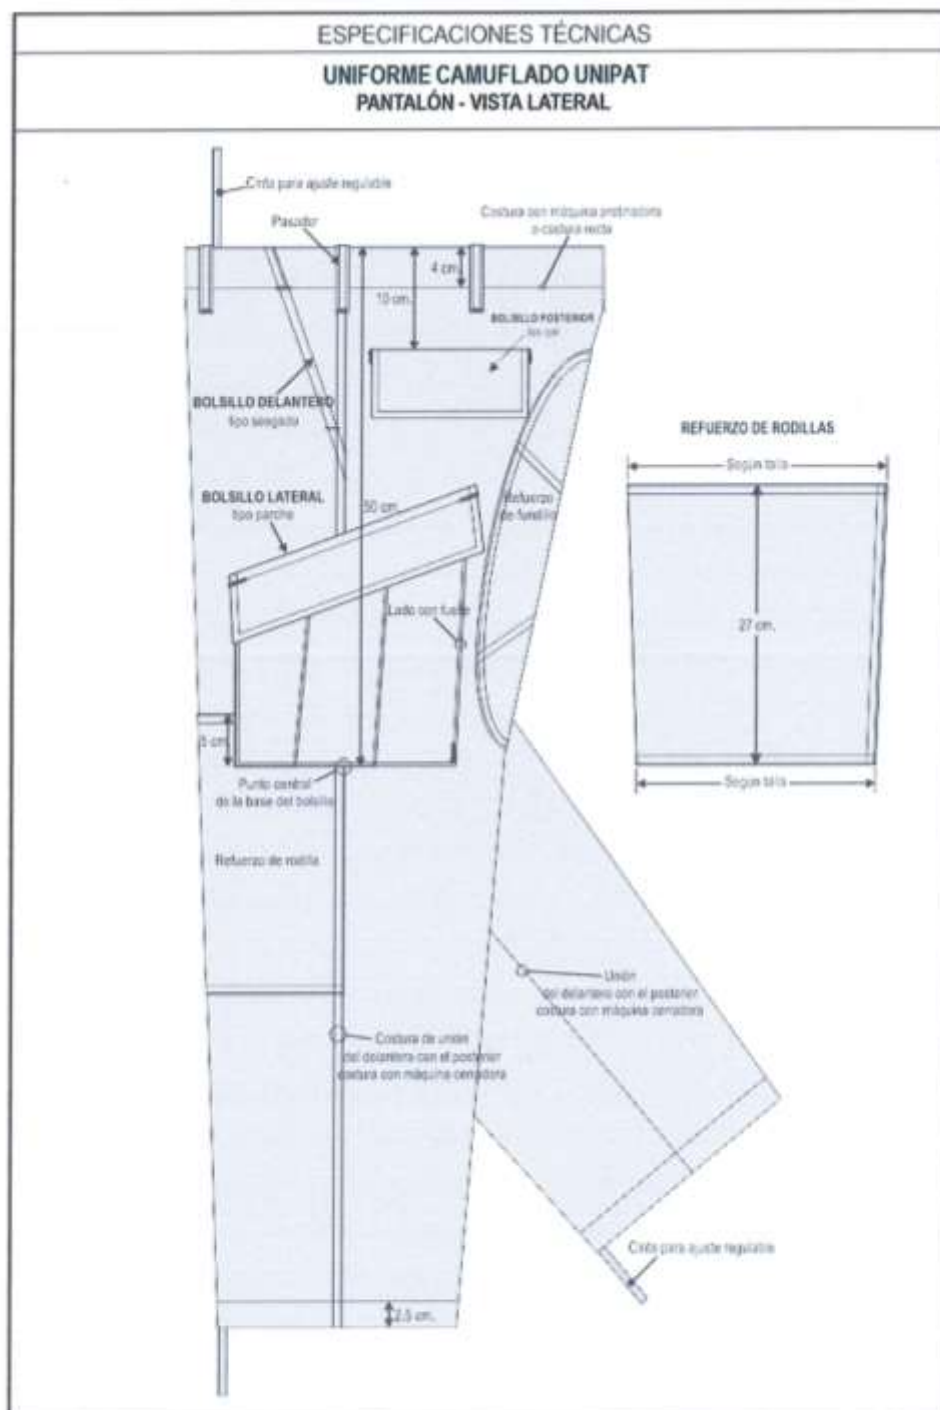 ESPECIFICACIONES TÉCNICAS
UNIFORME CAMUFLADO UNIPAT
PANTALÓN - VISTA LATERAL
Cinta para ajuste regulable
Pasador
Costura con máquina pretinadora
o costura recta
4 cm.
10 cm.
BOLSILLO POSTERIOR
BOLSILLO DELANTERO
tipo sesgado
REFUERZO DE RODILLAS
Según talla
BOLSILLO LATERAL
tipo parche
50 cm.
Refuerzo
de fundillo
27 cm.
Lado con fuelle
5 cm
Punto central
de la base del bolsillo
Según talla
Refuerzo de rodilla
Unión
del delantero con el posterior
costura con máquina cerradora
Costura de unión
del delantero con el posterior
costura con máquina cerradora
Cinta para ajuste regulable
2.5 cm.